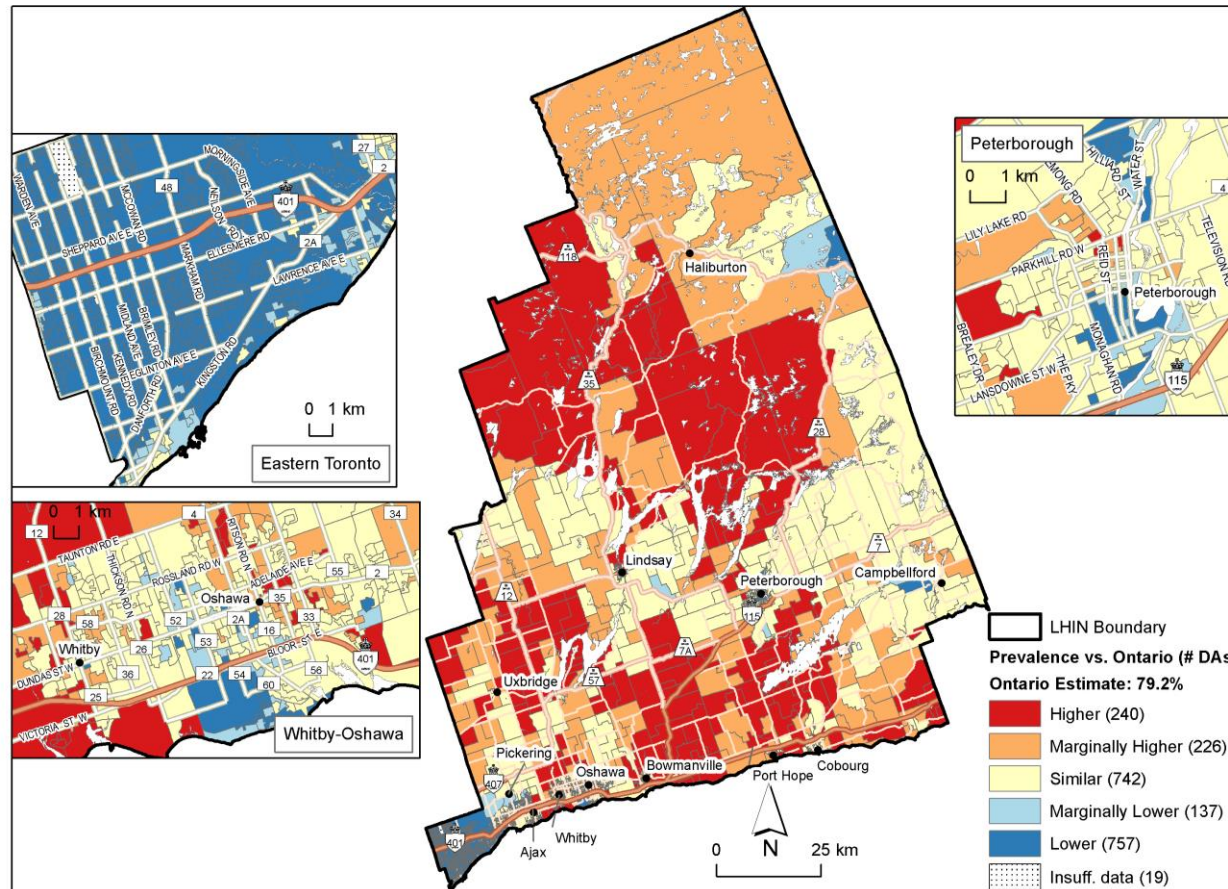 WARDEN AVE
MCCOWAN RD
48
MORNINGSIDE AVE
NEILSON RD
27
2
401
SHEPPARD AVE E
ELLESMERE RD
2A
LAWRENCE AVE E
MARKHAM RD
BRIMLEY RD
MIDLAND AVE
KENNEDY RD
BIRCHMOUNT RD
EGLINTON AVE E
DANFORTH RD
KINGSTON RD
0 1 km
Eastern Toronto
0 1 km
12
4
34
TAUNTON RD E
RITSON RD N
THICKSON RD N
ROSSLAND RD W
ADELAIDE AVE E
55
2
Oshawa
35
28
58
52
2A
33
Whitby
26
53
16
BLOOR ST E
401
DUNDAS ST W
36
22
54
56
25
60
VICTORIA ST W
Whitby-Oshawa
118
Haliburton
35
28
Lindsay
7
12
Peterborough
Campbellford
115
7A
Uxbridge
57
Pickering
407
Oshawa
Bowmanville
Port Hope
Cobourg
401
Ajax
Whitby
N
0 25 km
Peterborough
0 1 km
HILLIARD ST
WATER ST
4
LILY LAKE RD
PARKHILL RD W
REID ST
TELEVISION
Peterborough
BREALEY DR
MONAGHAN RD
LANSDOWNE ST W
THE PKY
115
LHIN Boundary
Prevalence vs. Ontario (# DAs
Ontario Estimate: 79.2%
Higher (240)
Marginally Higher (226)
Similar (742)
Marginally Lower (137)
Lower (757)
Insuff. data (19)